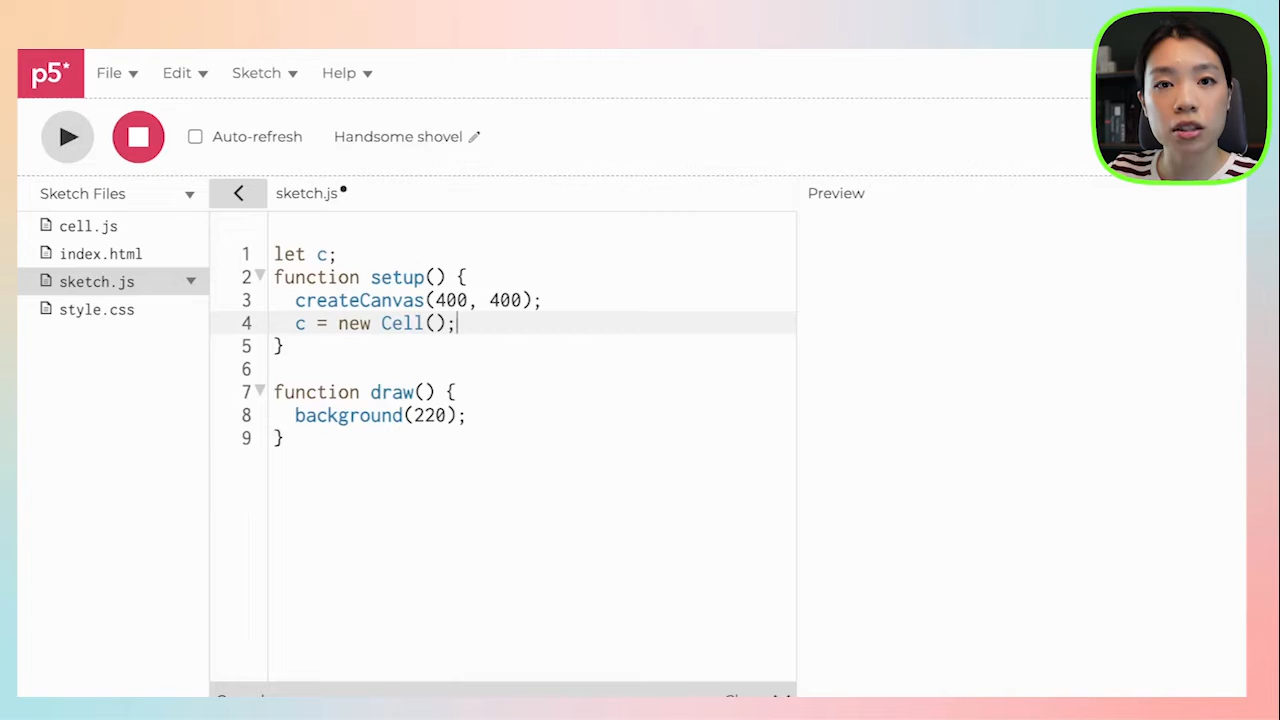 p5* File Edit Sketch Help
Auto-refresh Handsome shovel
Sketch Files sketch.js Preview
cell.js
index.html
sketch.js
style.css
1 let c;
2 function setup() {
3 createCanvas(400, 400);
4 c = new Cell();
5 }
6
7 function draw() {
8 background(220);
9 }